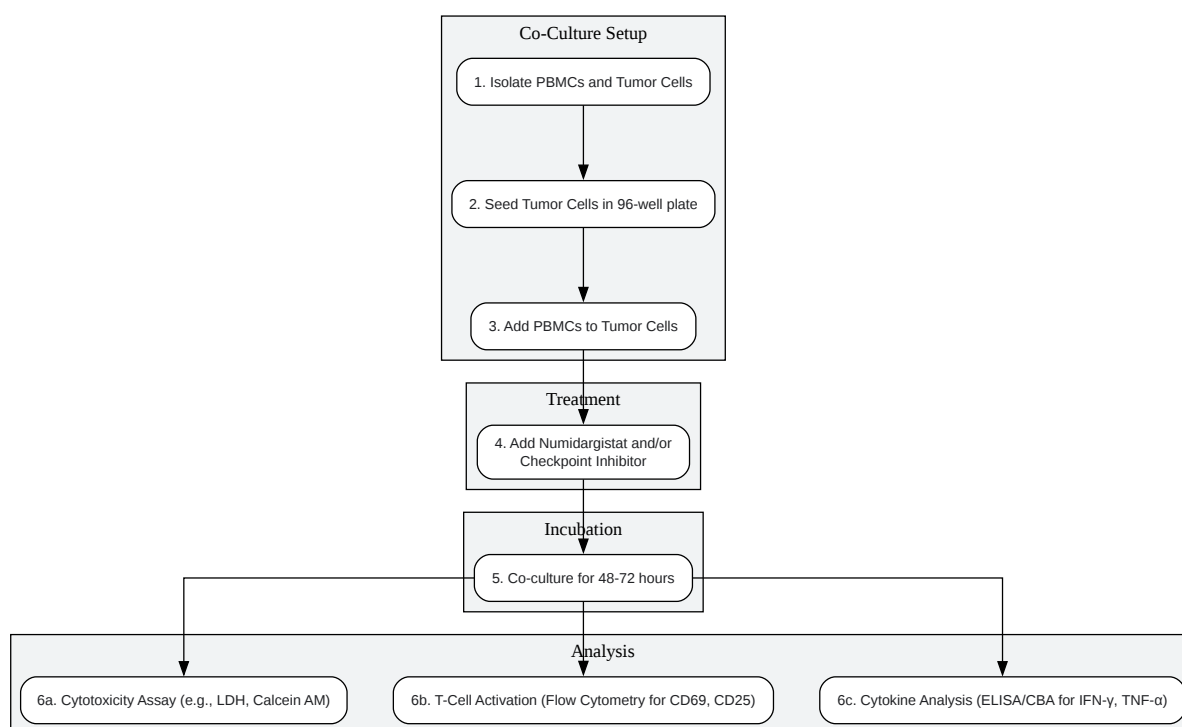 Co-Culture Setup
1. Isolate PBMCs and Tumor Cells
2. Seed Tumor Cells in 96-well plate
3. Add PBMCs to Tumor Cells
Treatment
4. Add Numidargistat and/or
Checkpoint Inhibitor
Incubation
5. Co-culture for 48-72 hours
Analysis
6a. Cytotoxicity Assay (e.g., LDH, Calcein AM)
6b. T-Cell Activation (Flow Cytometry for CD69, CD25)
6c. Cytokine Analysis (ELISA/CBA for IFN-γ, TNF-α)